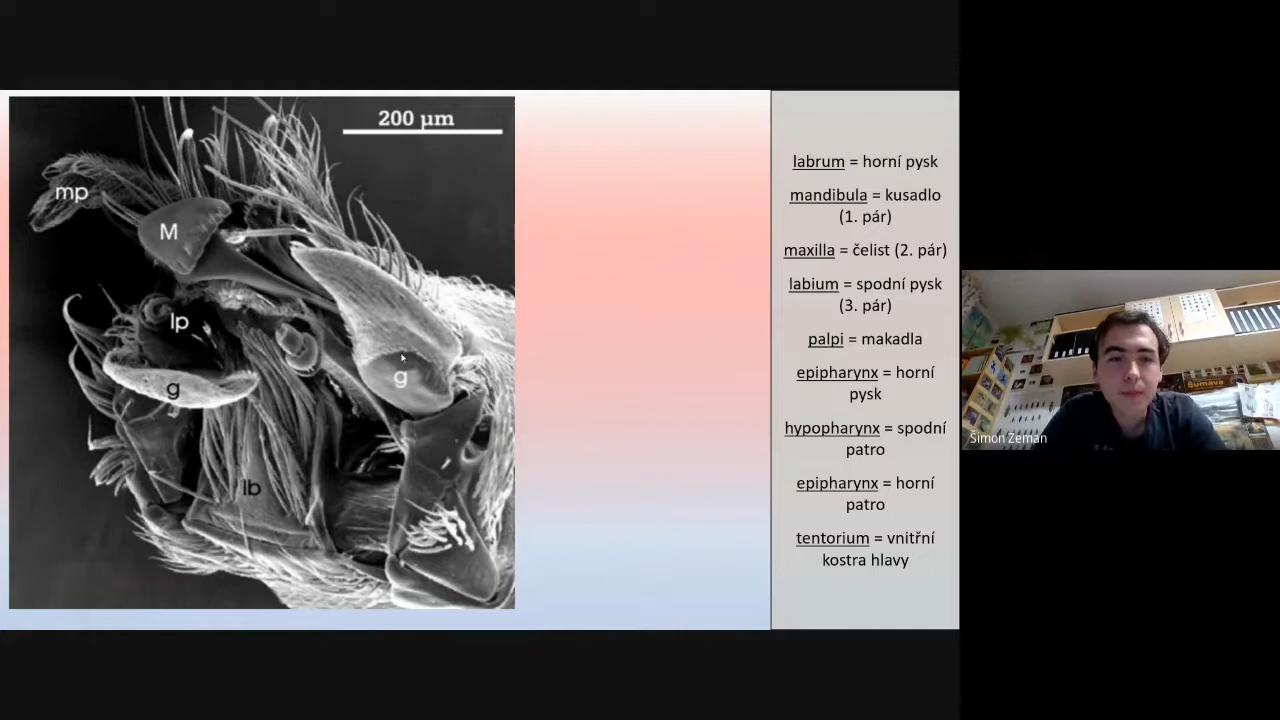 200 µm
mp
M
lp
g
g
lb
labrum = horní pysk
mandibula = kusadlo
(1. pár)
maxilla = čelist (2. pár)
labium = spodní pysk
(3. pár)
palpi = makadla
epipharynx = horní
pysk
hypopharynx = spodní
patro
epipharynx = horní
patro
tentorium = vnitřní
kostra hlavy
Šumava
Šimon Zeman